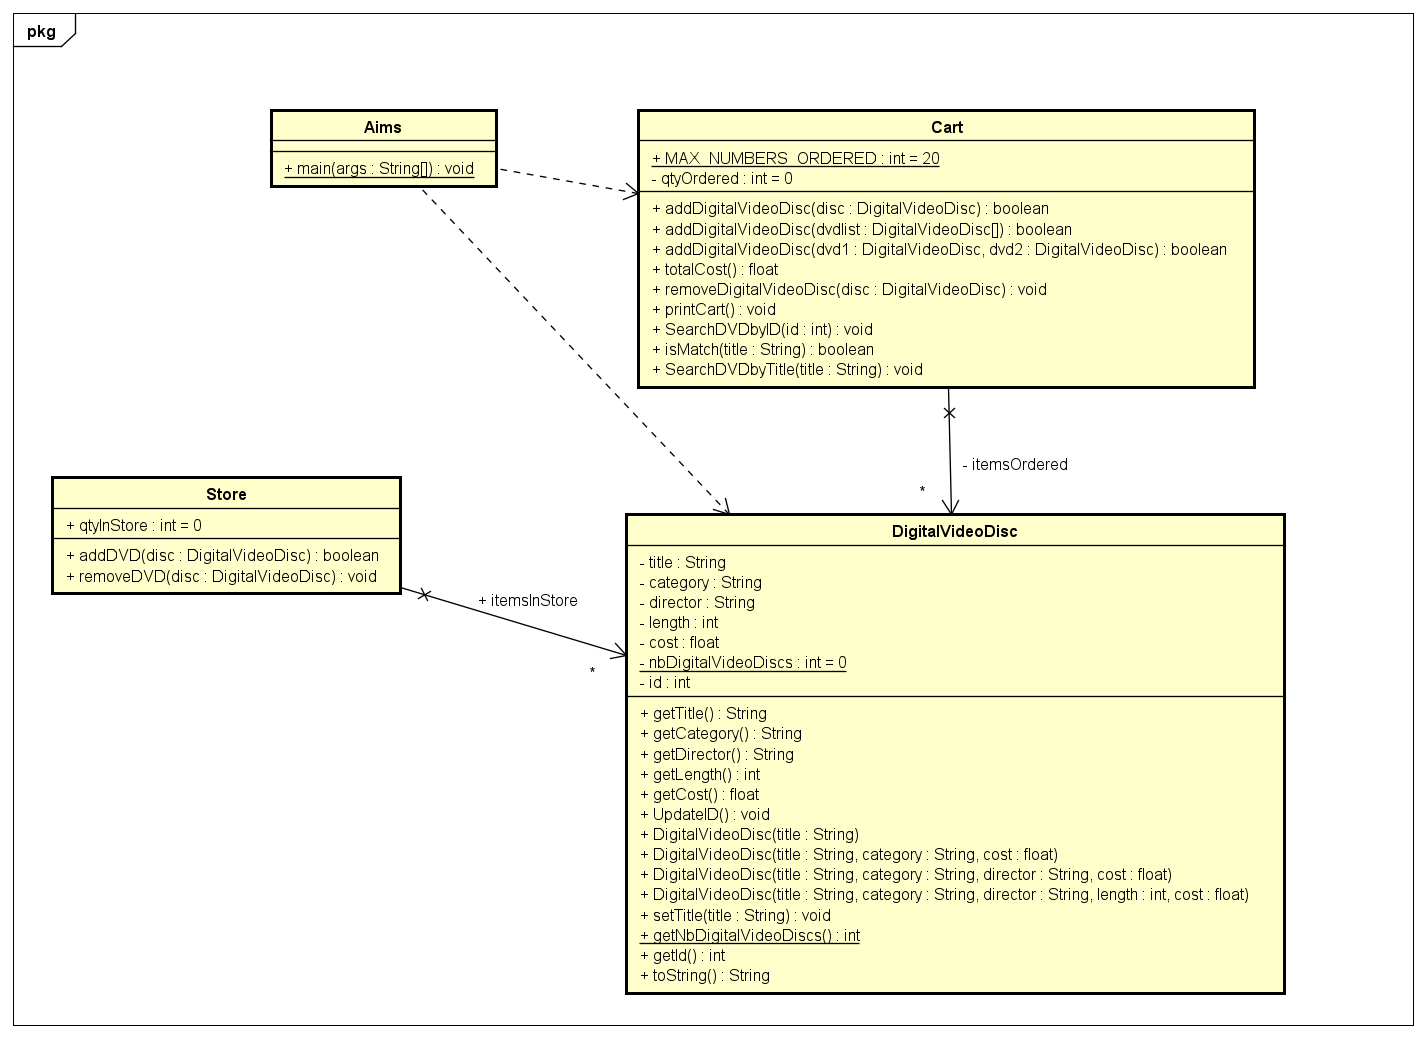 pkg
Aims
+ main(args : String[]) : void
Cart
+ MAX_NUMBERS_ORDERED : int = 20
- qtyOrdered : int = 0
+ addDigitalVideoDisc(disc : DigitalVideoDisc) : boolean
+ addDigitalVideoDisc(dvdlist : DigitalVideoDisc[]) : boolean
+ addDigitalVideoDisc(dvd1 : DigitalVideoDisc, dvd2 : DigitalVideoDisc) : boolean
+ totalCost() : float
+ removeDigitalVideoDisc(disc : DigitalVideoDisc) : void
+ printCart() : void
+ SearchDVDbyID(id : int) : void
+ isMatch(title : String) : boolean
+ SearchDVDbyTitle(title : String) : void
- itemsOrdered
*
Store
+ qtyInStore : int = 0
+ addDVD(disc : DigitalVideoDisc) : boolean
+ removeDVD(disc : DigitalVideoDisc) : void
+ itemsInStore
*
DigitalVideoDisc
- title : String
- category : String
- director : String
- length : int
- cost : float
- nbDigitalVideoDiscs : int = 0
- id : int
+ getTitle() : String
+ getCategory() : String
+ getDirector() : String
+ getLength() : int
+ getCost() : float
+ UpdateID() : void
+ DigitalVideoDisc(title : String)
+ DigitalVideoDisc(title : String, category : String, cost : float)
+ DigitalVideoDisc(title : String, category : String, director : String, cost : float)
+ DigitalVideoDisc(title : String, category : String, director : String, length : int, cost : float)
+ setTitle(title : String) : void
+ getNbDigitalVideoDiscs() : int
+ getId() : int
+ toString() : String